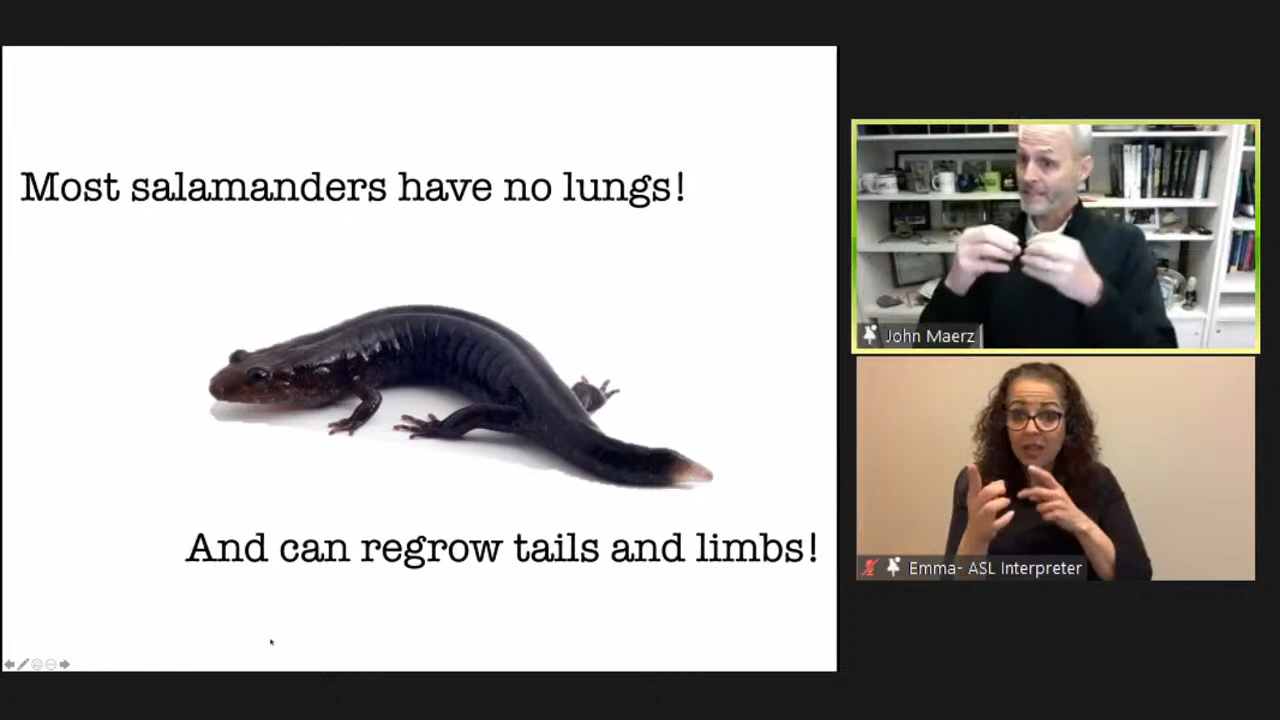 Most salamanders have no lungs!
And can regrow tails and limbs!
John Maerz
Emma- ASL Interpreter